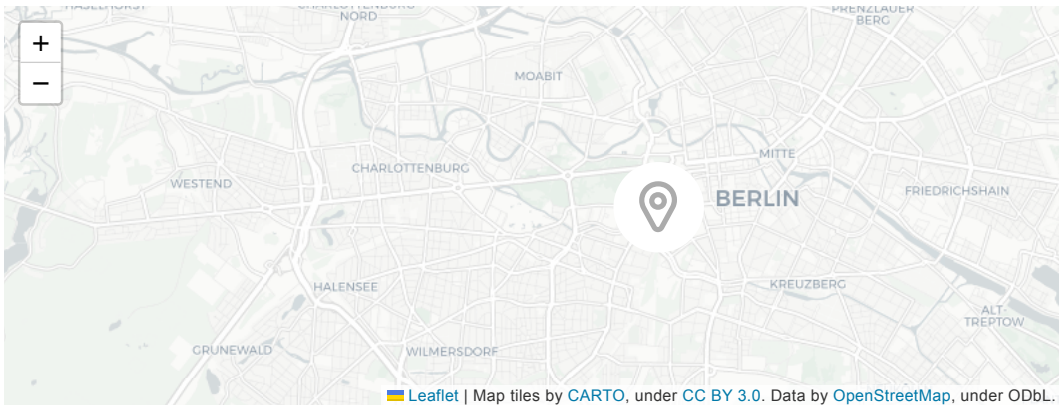 HASELHORST
CHARLOTTENBURG
NORD
PRENZLAUER
BERG
+
−
MOABIT
MITTE
CHARLOTTENBURG
WESTEND
BERLIN
FRIEDRICHSHAIN
HALENSEE
KREUZBERG
ALT-
TREPTOW
GRUNEWALD
WILMERSDORF
Leaflet | Map tiles by CARTO, under CC BY 3.0. Data by OpenStreetMap, under ODbL.